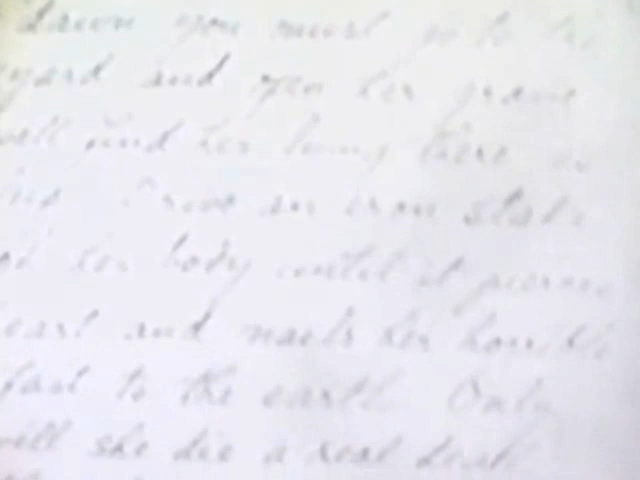 dawn you must go to the
yard and open her grave
will find her lying there
Drive an iron stake
her body until it pierces
heart and nails her horrible
fast to the earth Only
will she die a real death